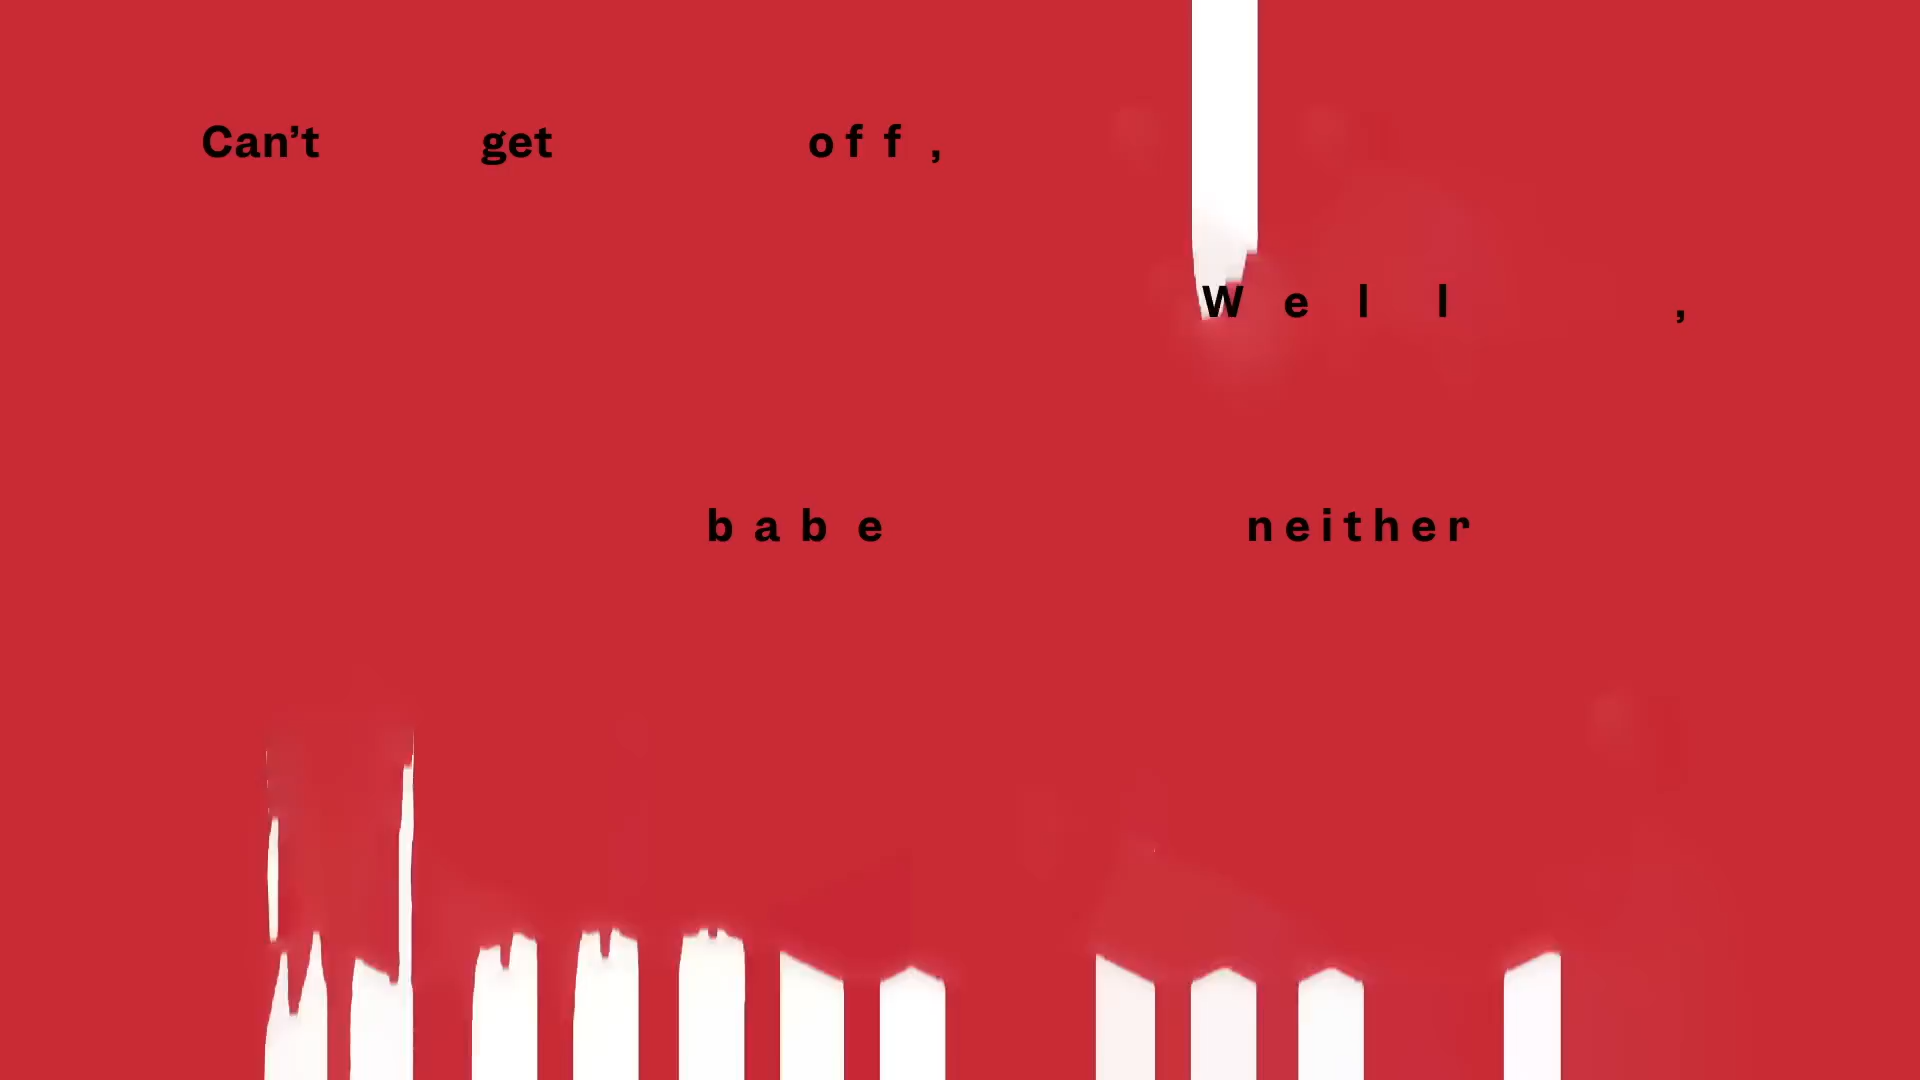 Can’t get off,
Well,
babe neither